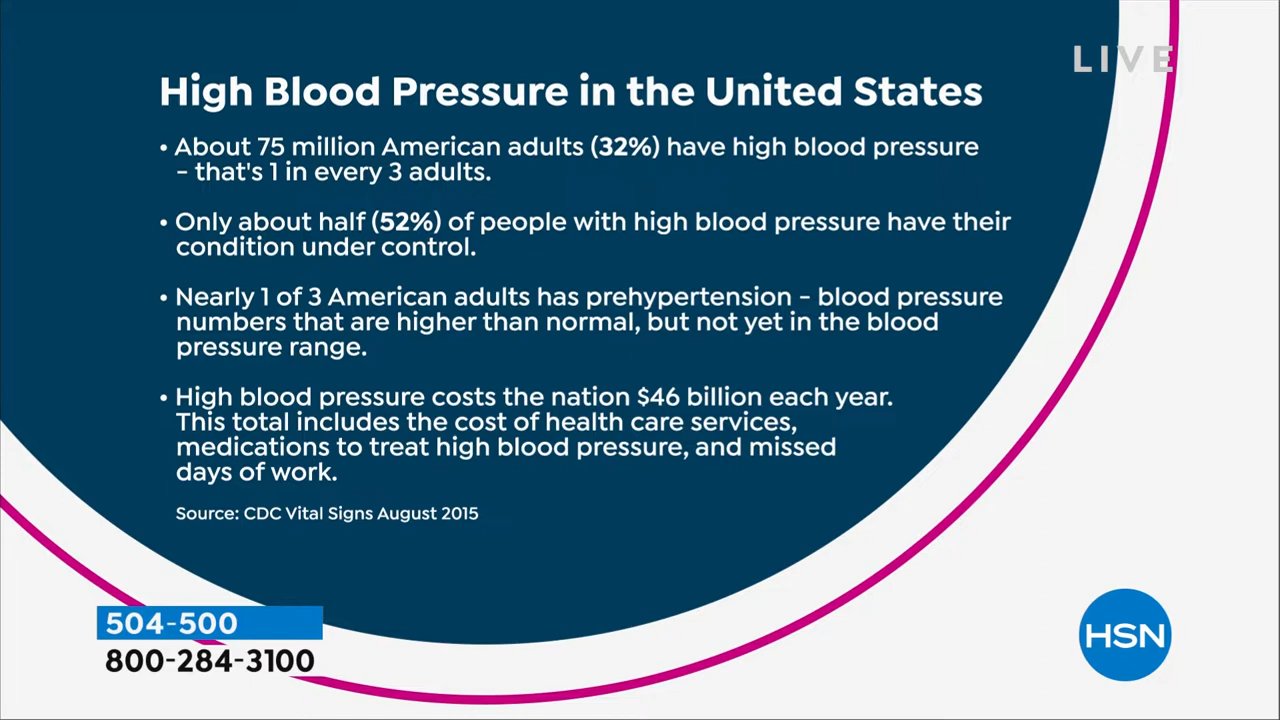 LIVE
High Blood Pressure in the United States
• About 75 million American adults (32%) have high blood pressure
- that's 1 in every 3 adults.
• Only about half (52%) of people with high blood pressure have their
condition under control.
• Nearly 1 of 3 American adults has prehypertension - blood pressure
numbers that are higher than normal, but not yet in the blood
pressure range.
• High blood pressure costs the nation $46 billion each year.
This total includes the cost of health care services,
medications to treat high blood pressure, and missed
days of work.
Source: CDC Vital Signs August 2015
504-500
800-284-3100
HSN